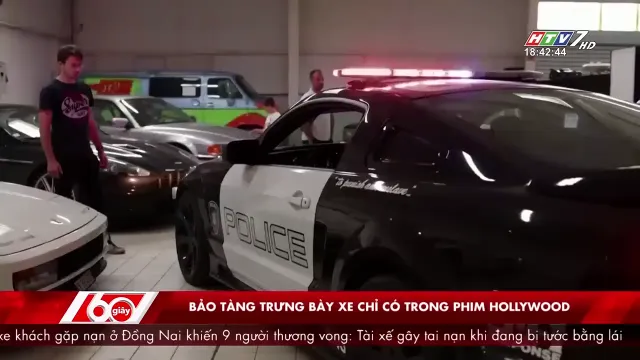 HTV7 HD
18:42:44
POLICE
60 giây
BẢO TÀNG TRƯNG BÀY XE CHỈ CÓ TRONG PHIM HOLLYWOOD
xe khách gặp nạn ở Đồng Nai khiến 9 người thương vong: Tài xế gây tai nạn khi đang bị tước bằng lái